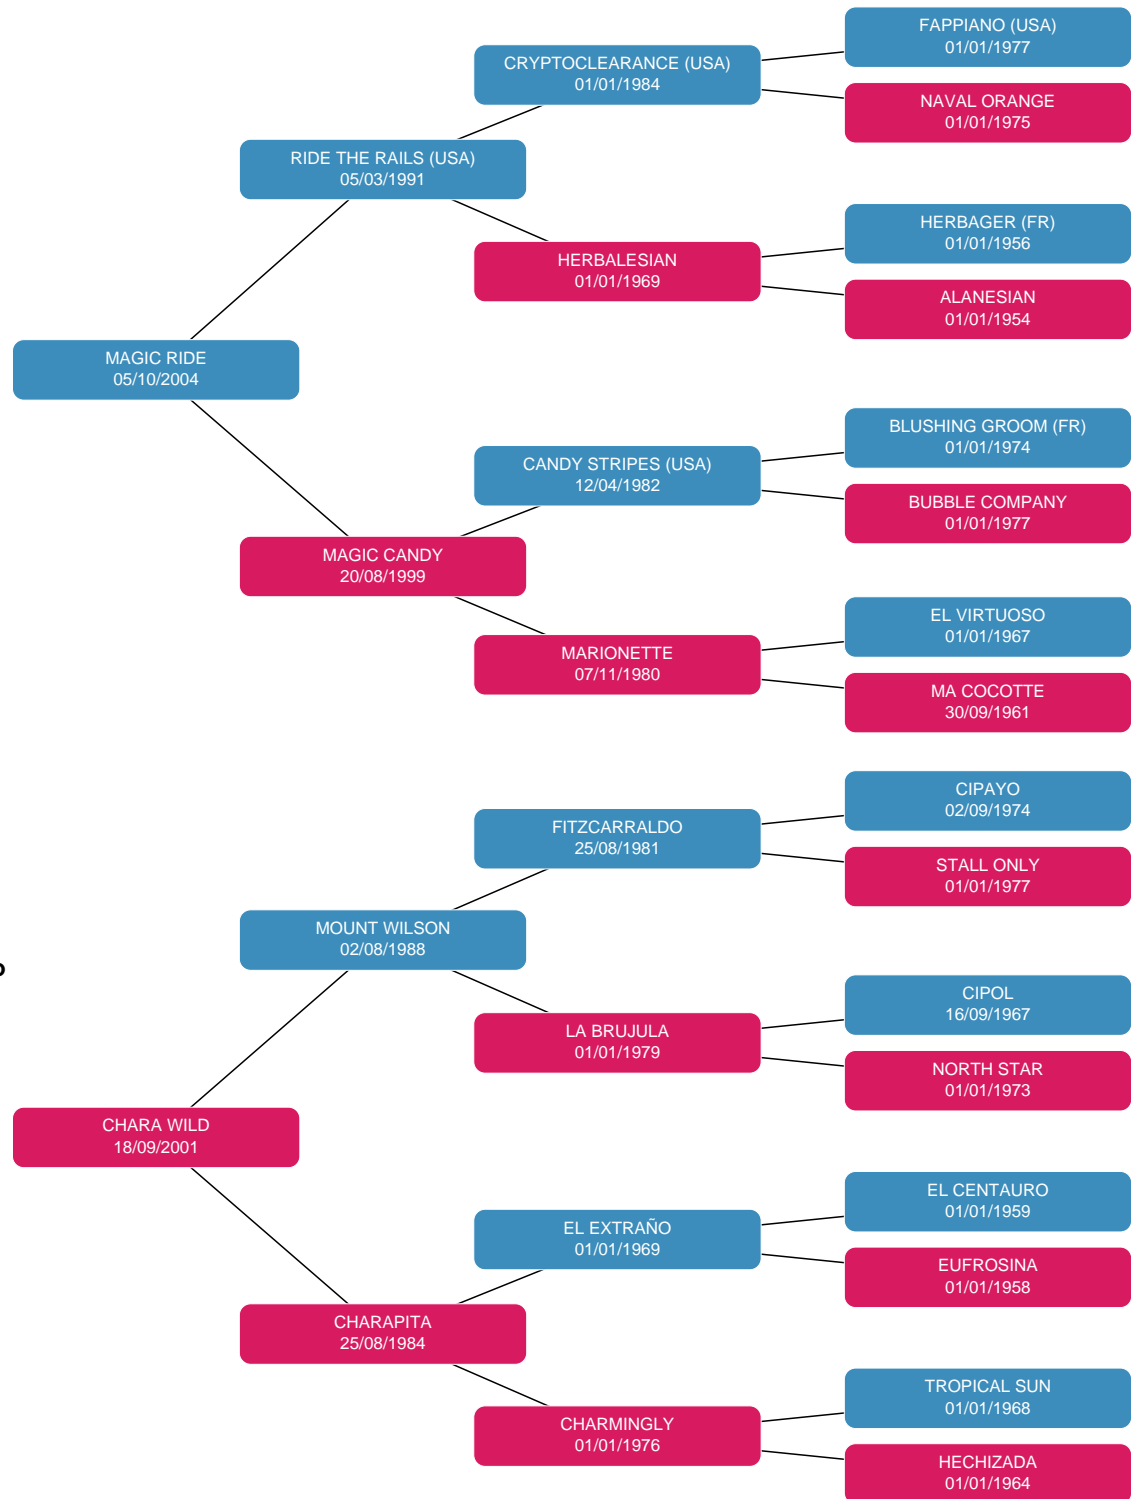 FAPPIANO (USA)
01/01/1977
CRYPTOCLEARANCE (USA)
01/01/1984
NAVAL ORANGE
01/01/1975
RIDE THE RAILS (USA)
05/03/1991
HERBAGER (FR)
01/01/1956
HERBALESIAN
01/01/1969
ALANESIAN
01/01/1954
MAGIC RIDE
05/10/2004
BLUSHING GROOM (FR)
01/01/1974
CANDY STRIPES (USA)
12/04/1982
BUBBLE COMPANY
01/01/1977
MAGIC CANDY
20/08/1999
EL VIRTUOSO
01/01/1967
MARIONETTE
07/11/1980
MA COCOTTE
30/09/1961
CIPAYO
02/09/1974
FITZCARRALDO
25/08/1981
STALL ONLY
01/01/1977
MOUNT WILSON
02/08/1988
CIPOL
16/09/1967
LA BRUJULA
01/01/1979
NORTH STAR
01/01/1973
CHARA WILD
18/09/2001
EL CENTAURO
01/01/1959
EL EXTRAÑO
01/01/1969
EUFROSINA
01/01/1958
CHARAPITA
25/08/1984
TROPICAL SUN
01/01/1968
CHARMINGLY
01/01/1976
HECHIZADA
01/01/1964